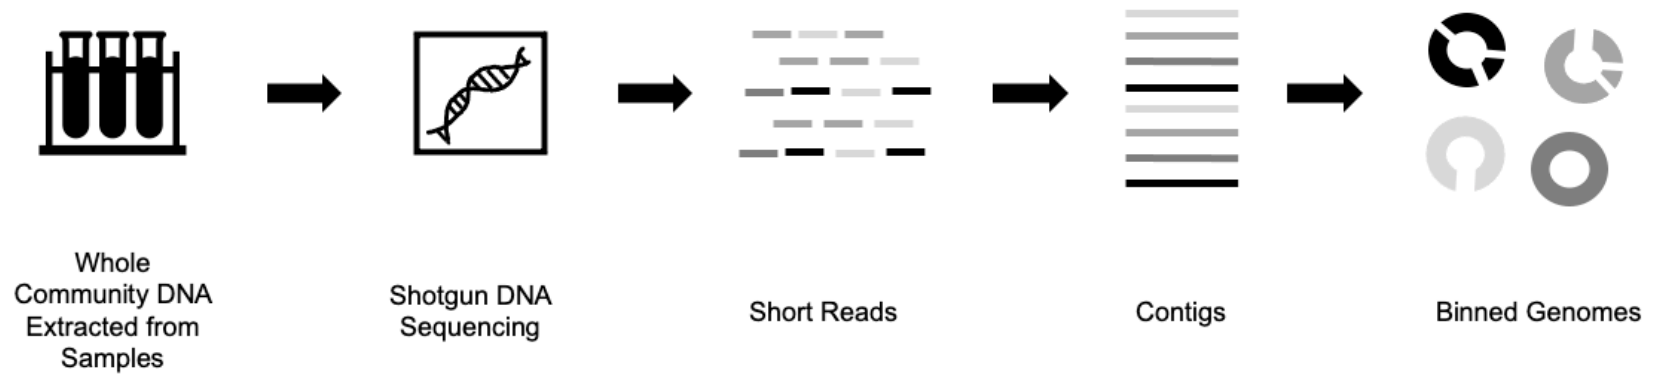 Whole
Community DNA
Extracted from
Samples
Shotgun DNA
Sequencing
Short Reads
Contigs
Binned Genomes